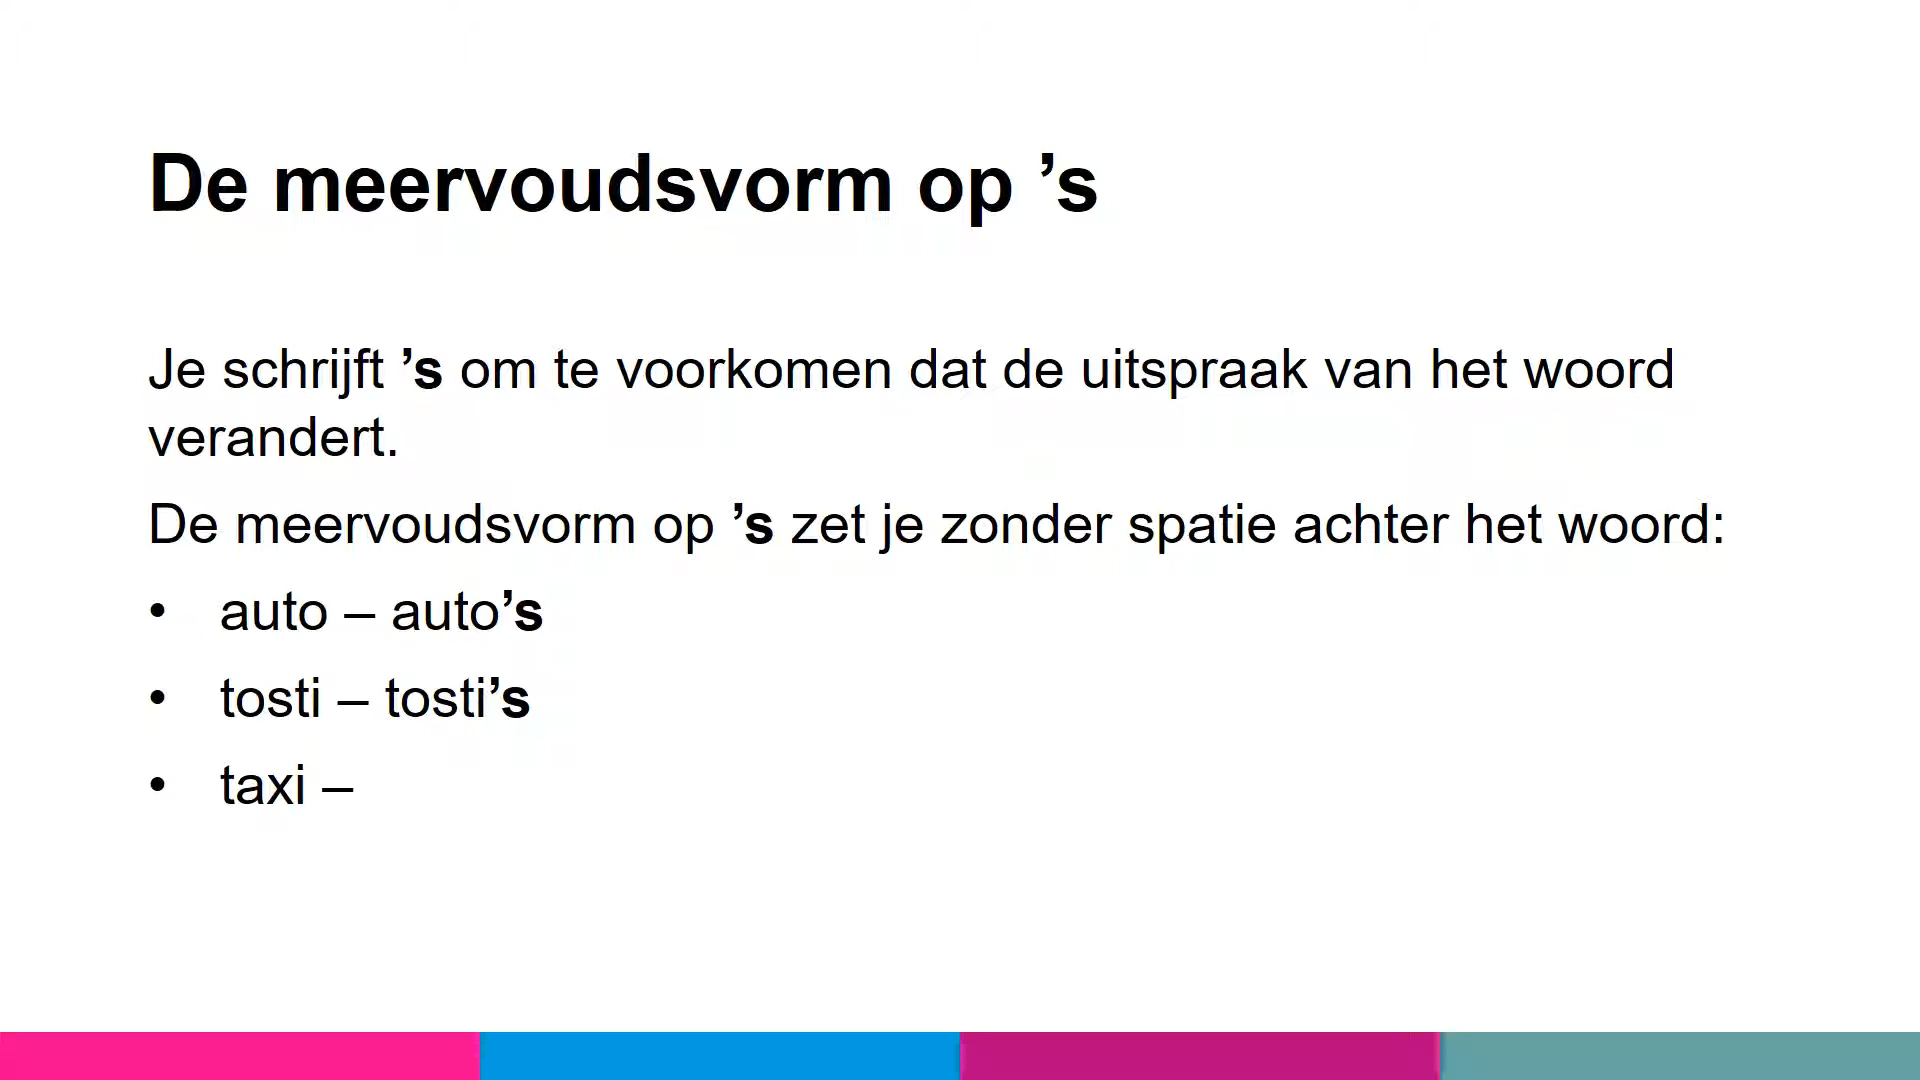 De meervoudsvorm op ’s
Je schrijft ’s om te voorkomen dat de uitspraak van het woord
verandert.
De meervoudsvorm op ’s zet je zonder spatie achter het woord:
• auto – auto’s
• tosti – tosti’s
• taxi –